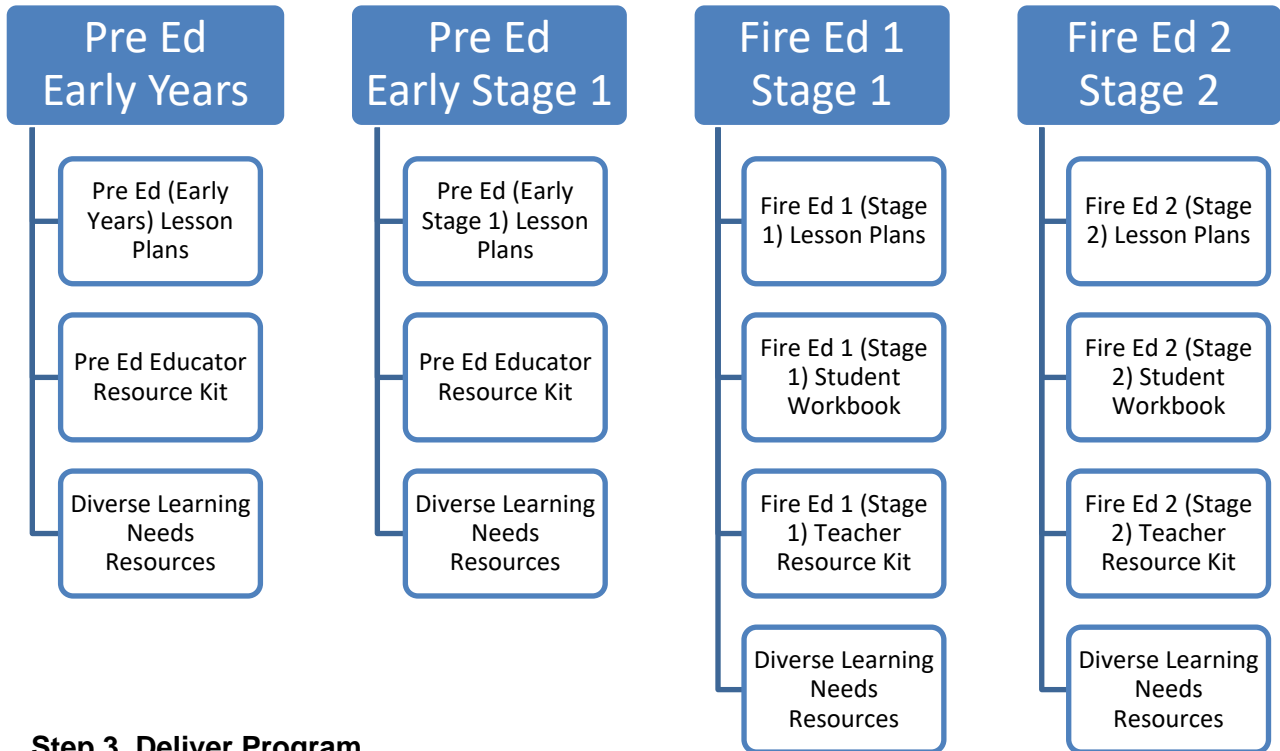 Pre Ed
Early Years
Pre Ed (Early
Years) Lesson
Plans
Pre Ed Educator
Resource Kit
Diverse Learning
Needs
Resources
Pre Ed
Early Stage 1
Pre Ed (Early
Stage 1) Lesson
Plans
Pre Ed Educator
Resource Kit
Diverse Learning
Needs
Resources
Fire Ed 1
Stage 1
Fire Ed 1 (Stage
1) Lesson Plans
Fire Ed 1 (Stage
1) Student
Workbook
Fire Ed 1 (Stage
1) Teacher
Resource Kit
Diverse Learning
Needs
Resources
Fire Ed 2
Stage 2
Fire Ed 2 (Stage
2) Lesson Plans
Fire Ed 2 (Stage
2) Student
Workbook
Fire Ed 2 (Stage
2) Teacher
Resource Kit
Diverse Learning
Needs
Resources
Step 3. Deliver Program